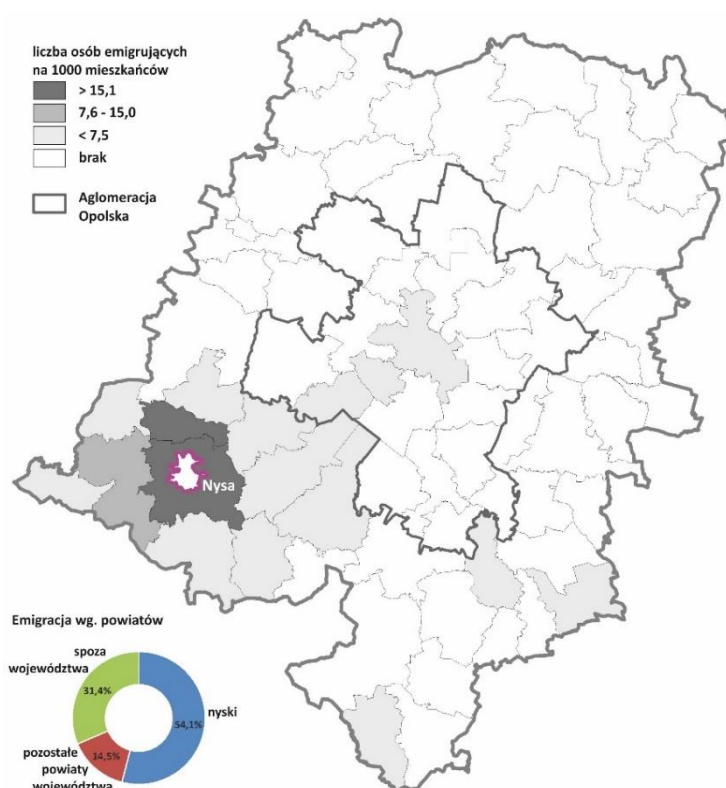 liczba osób emigrujących
na 1000 mieszkańców
> 15,1
7,6 - 15,0
< 7,5
brak
Aglomeracja
Opolska
Nysa
Emigracja wg. powiatów
spoza
województwa
31,4%
54,1%
nyski
14,5%
pozostałe
powiaty
województwa